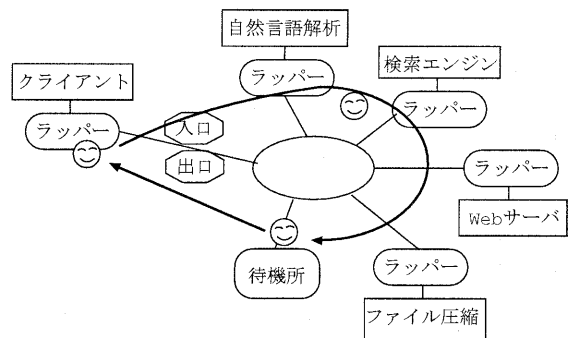 自然言語解析
ラッパー
検索エンジン
ラッパー
クライアント
ラッパー
入口
出口
ラッパー
Webサーバ
待機所
ラッパー
ファイル圧縮